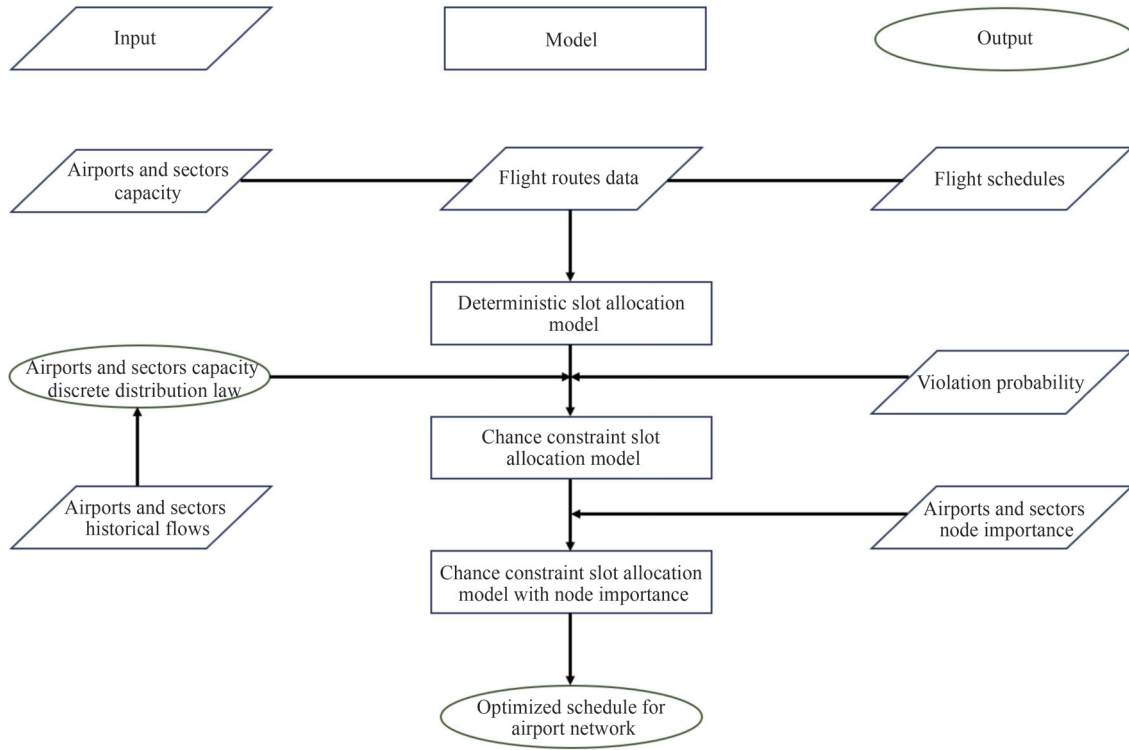 Input
Model
Output
Airports and sectors
capacity
Flight routes data
Flight schedules
Deterministic slot allocation
model
Airports and sectors capacity
discrete distribution law
Violation probability
Chance constraint slot
allocation model
Airports and sectors
historical flows
Airports and sectors
node importance
Chance constraint slot allocation
model with node importance
Optimized schedule for
airport network